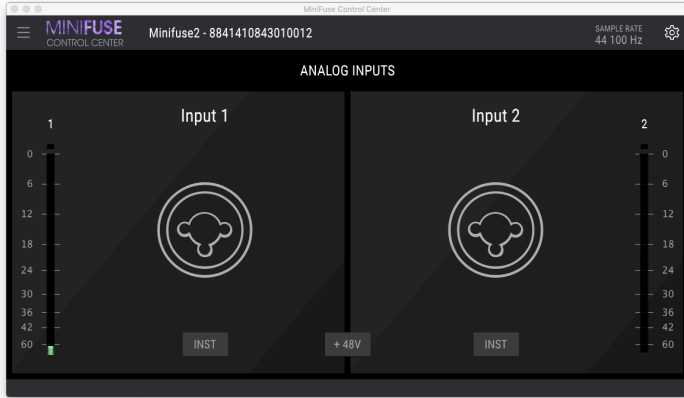 MiniFuse Control Center
MINIFUSE
CONTROL CENTER
Minifuse2 - 8841410843010012
SAMPLE RATE
44 100 Hz
ANALOG INPUTS
1
Input 1
Input 2
2
0
6
12
18
24
30
36
42
60
0
6
12
18
24
30
36
42
60
INST
+ 48V
INST